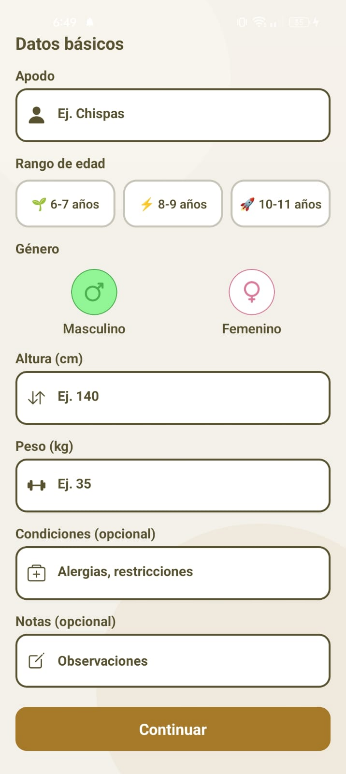 6:49
Datos básicos
Apodo
Ej. Chispas
Rango de edad
🌱 6-7 años ⚡ 8-9 años 🚀 10-11 años
Género
Masculino Femenino
Altura (cm)
Ej. 140
Peso (kg)
Ej. 35
Condiciones (opcional)
Alergias, restricciones
Notas (opcional)
Observaciones
Continuar